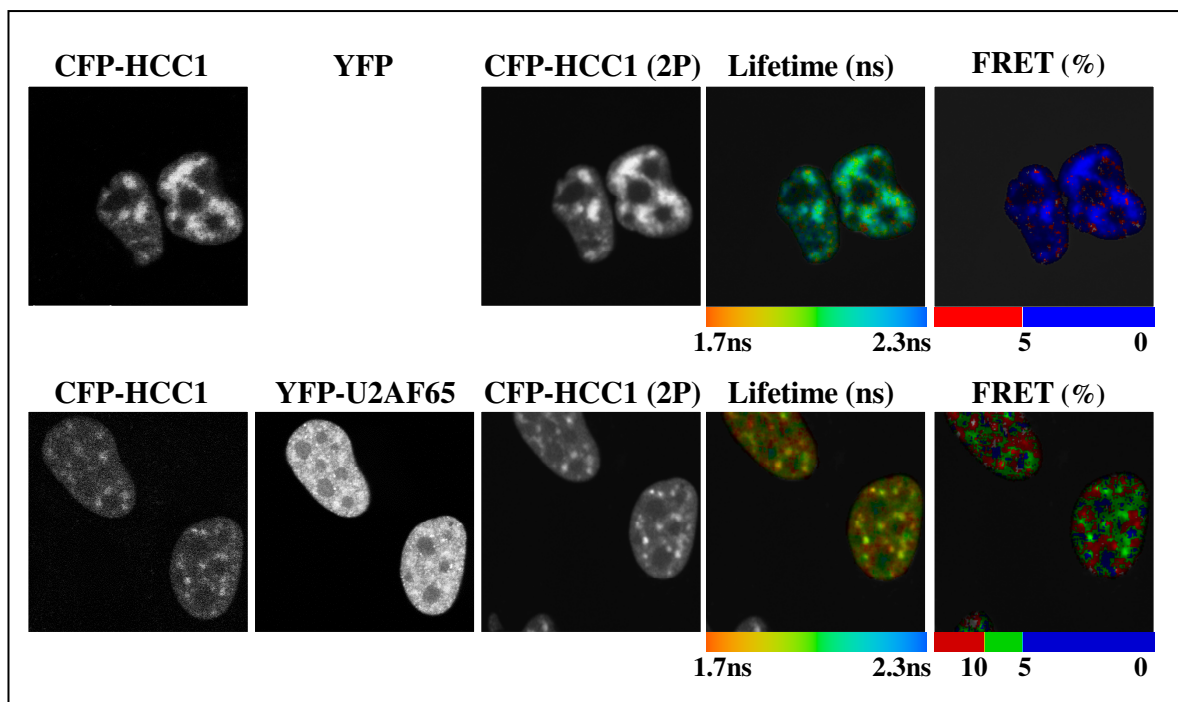 CFP-HCC1 YFP CFP-HCC1 (2P) Lifetime (ns) FRET (%)
1.7ns 2.3ns 5 0
CFP-HCC1 YFP-U2AF65 CFP-HCC1 (2P) Lifetime (ns) FRET (%)
1.7ns 2.3ns 10 5 0